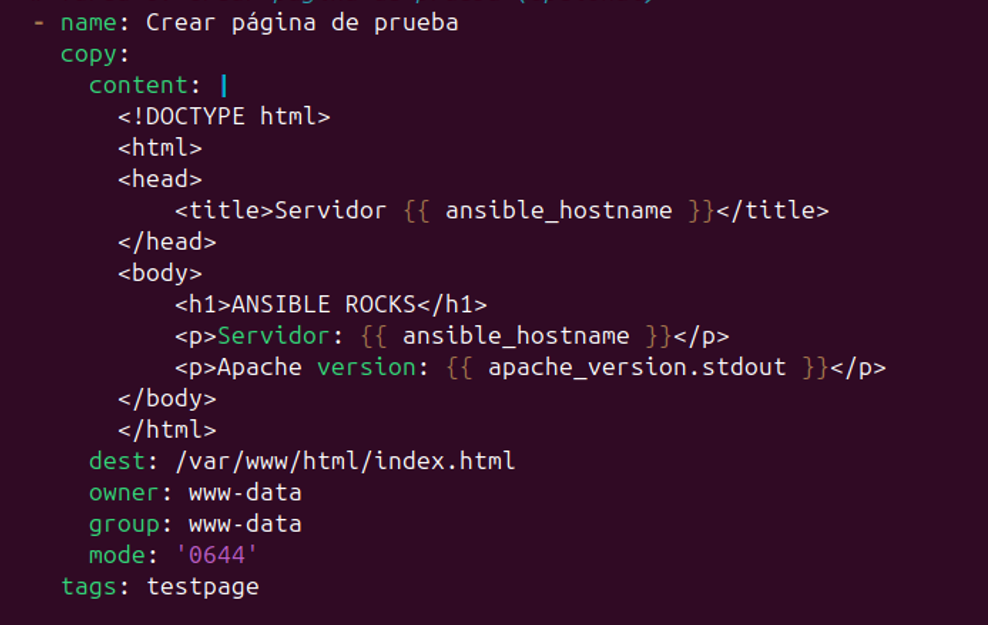 - name: Crear página de prueba
  copy:
    content: |
      <!DOCTYPE html>
      <html>
      <head>
          <title>Servidor {{ ansible_hostname }}</title>
      </head>
      <body>
          <h1>ANSIBLE ROCKS</h1>
          <p>Servidor: {{ ansible_hostname }}</p>
          <p>Apache version: {{ apache_version.stdout }}</p>
      </body>
      </html>
    dest: /var/www/html/index.html
    owner: www-data
    group: www-data
    mode: '0644'
  tags: testpage